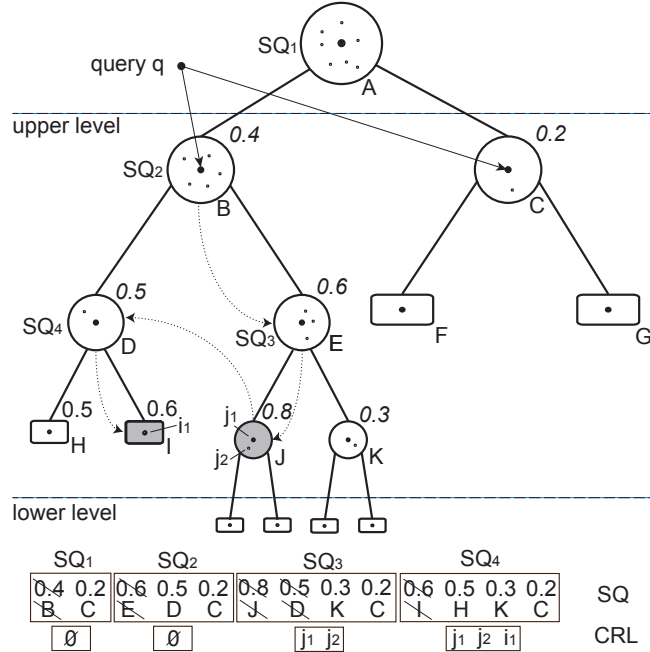 SQ1
A
query q
upper level
0.4
0.2
SQ2
B
C
0.5
0.6
SQ4
D
SQ3
E
F
G
0.5
0.6
0.8
0.3
H
i1
I
j1
j2
J
K
lower level
SQ1 SQ2 SQ3 SQ4
0.4 0.2 0.6 0.5 0.2 0.8 0.5 0.3 0.2 0.6 0.5 0.3 0.2 SQ
B C E D C J D K C I H K C
Ø Ø j1 j2 j1 j2 i1 CRL